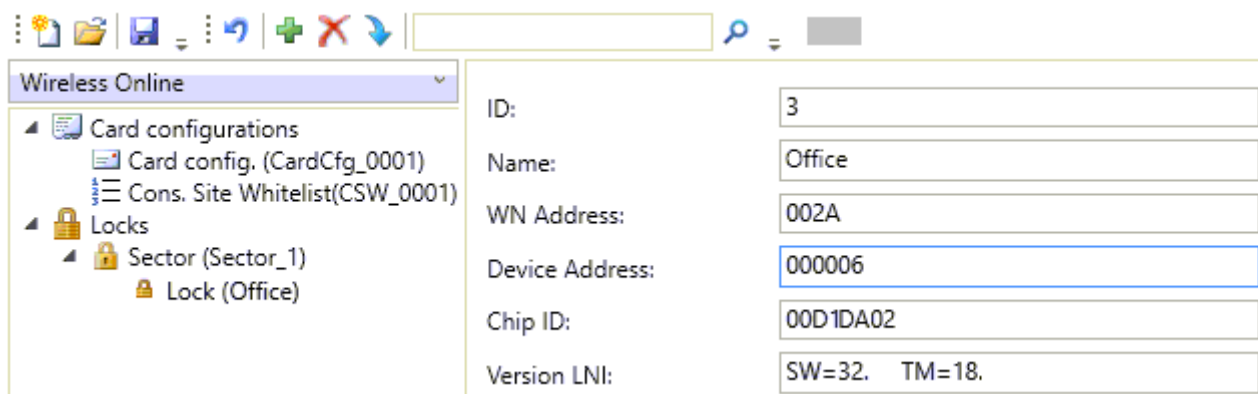 Wireless Online
Card configurations
Card config. (CardCfg_0001)
Cons. Site Whitelist(CSW_0001)
Locks
Sector (Sector_1)
Lock (Office)
ID: 3
Name: Office
WN Address: 002A
Device Address: 000006
Chip ID: 00D1DA02
Version LNI: SW=32. TM=18.